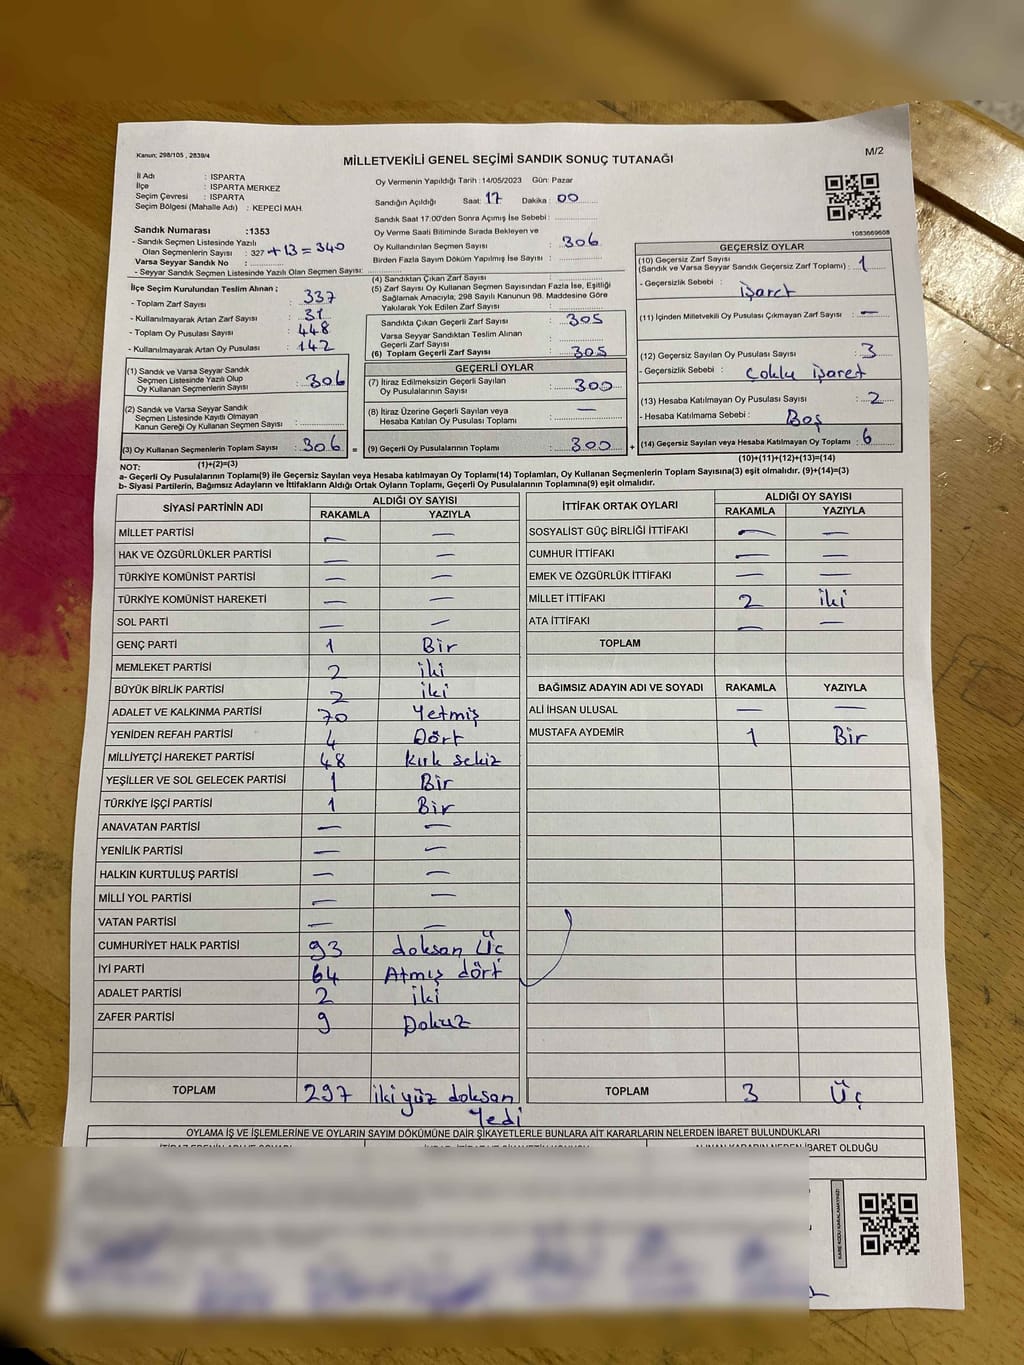 Kanun; 298/105 , 2839/4
MİLLETVEKİLİ GENEL SEÇİMİ SANDIK SONUÇ TUTANAĞI
M/2
İl Adı : ISPARTA
İlçe : ISPARTA MERKEZ
Seçim Çevresi : ISPARTA
Seçim Bölgesi (Mahalle Adı) : KEPECİ MAH.
Oy Vermenin Yapıldığı Tarih : 14/05/2023 Gün: Pazar
Sandığın Açıldığı Saat: 17 Dakika : 00
Sandık Saat 17:00'den Sonra Açımış İse Sebebi :
Oy Verme Saati Bitiminde Sırada Bekleyen ve
Oy Kullandırılan Seçmen Sayısı : 306
Birden Fazla Sayım Döküm Yapılmış İse Sayısı :
1083669608
Sandık Numarası :1353
- Sandık Seçmen Listesinde Yazılı
Olan Seçmenlerin Sayısı : 327 +13 = 340
Varsa Seyyar Sandık No :
- Seyyar Sandık Seçmen Listesinde Yazılı Olan Seçmen Sayısı:
İlçe Seçim Kurulundan Teslim Alınan ;
- Toplam Zarf Sayısı : 337
- Kullanılmayarak Artan Zarf Sayısı : 31
- Toplam Oy Pusulası Sayısı : 448
- Kullanılmayarak Artan Oy Pusulası : 142
(1) Sandık ve Varsa Seyyar Sandık
Seçmen Listesinde Yazılı Olup
Oy Kullanan Seçmenlerin Sayısı : 306
(2) Sandık ve Varsa Seyyar Sandık
Seçmen Listesinde Kayıtlı Olmayan
Kanun Gereği Oy Kullanan Seçmen Sayısı :
(3) Oy Kullanan Seçmenlerin Toplam Sayısı : 306 =
(1)+(2)=(3)
(4) Sandıktan Çıkan Zarf Sayısı :
(5) Zarf Sayısı Oy Kullanan Seçmen Sayısından Fazla İse, Eşitliği
Sağlamak Amacıyla, 298 Sayılı Kanunun 98. Maddesine Göre
Yakılarak Yok Edilen Zarf Sayısı :
Sandıkta Çıkan Geçerli Zarf Sayısı : 305
Varsa Seyyar Sandıktan Teslim Alınan
Geçerli Zarf Sayısı :
(6) Toplam Geçerli Zarf Sayısı : 305
GEÇERLİ OYLAR
(7) İtiraz Edilmeksizin Geçerli Sayılan
Oy Pusulalarının Sayısı : 300
(8) İtiraz Üzerine Geçerli Sayılan veya
Hesaba Katılan Oy Pusulası Toplamı : —
(9) Geçerli Oy Pusulalarının Toplamı : 300 +
GEÇERSİZ OYLAR
(10) Geçersiz Zarf Sayısı
(Sandık ve Varsa Seyyar Sandık Geçersiz Zarf Toplamı) : 1
- Geçersizlik Sebebi : işaret
(11) İçinden Milletvekili Oy Pusulası Çıkmayan Zarf Sayısı : —
(12) Geçersiz Sayılan Oy Pusulası Sayısı : 3
- Geçersizlik Sebebi : Çoklu işaret
(13) Hesaba Katılmayan Oy Pusulası Sayısı : 2
- Hesaba Katılmama Sebebi : Boş
(14) Geçersiz Sayılan veya Hesaba Katılmayan Oy Toplamı : 6
(10)+(11)+(12)+(13)=(14)
NOT:
a- Geçerli Oy Pusulalarının Toplamı(9) ile Geçersiz Sayılan veya Hesaba katılmayan Oy Toplamı(14) Toplamları, Oy Kullanan Seçmenlerin Toplam Sayısına(3) eşit olmalıdır. (9)+(14)=(3)
b- Siyasi Partilerin, Bağımsız Adayların ve İttifakların Aldığı Ortak Oyların Toplamı, Geçerli Oy Pusulalarının Toplamına(9) eşit olmalıdır.
SİYASİ PARTİNİN ADI ALDIĞI OY SAYISI
RAKAMLA YAZIYLA
MİLLET PARTİSİ — —
HAK VE ÖZGÜRLÜKLER PARTİSİ — —
TÜRKİYE KOMÜNİST PARTİSİ — —
TÜRKİYE KOMÜNİST HAREKETİ — —
SOL PARTİ — —
GENÇ PARTİ 1 Bir
MEMLEKET PARTİSİ 2 iki
BÜYÜK BİRLİK PARTİSİ 2 iki
ADALET VE KALKINMA PARTİSİ 70 Yetmiş
YENİDEN REFAH PARTİSİ 4 Dört
MİLLİYETÇİ HAREKET PARTİSİ 48 kırk sekiz
YEŞİLLER VE SOL GELECEK PARTİSİ 1 Bir
TÜRKİYE İŞÇİ PARTİSİ 1 Bir
ANAVATAN PARTİSİ — —
YENİLİK PARTİSİ — —
HALKIN KURTULUŞ PARTİSİ — —
MİLLİ YOL PARTİSİ — —
VATAN PARTİSİ — —
CUMHURİYET HALK PARTİSİ 93 doksan üç
İYİ PARTİ 64 Atmış dört
ADALET PARTİSİ 2 iki
ZAFER PARTİSİ 9 Dokuz
TOPLAM 297 iki yüz doksan
Yedi
İTTİFAK ORTAK OYLARI ALDIĞI OY SAYISI
RAKAMLA YAZIYLA
SOSYALİST GÜÇ BİRLİĞİ İTTİFAKI — —
CUMHUR İTTİFAKI — —
EMEK VE ÖZGÜRLÜK İTTİFAKI — —
MİLLET İTTİFAKI 2 iki
ATA İTTİFAKI — —
TOPLAM
BAĞIMSIZ ADAYIN ADI VE SOYADI RAKAMLA YAZIYLA
ALİ İHSAN ULUSAL — —
MUSTAFA AYDEMİR 1 Bir
TOPLAM 3 Üç
OYLAMA İŞ VE İŞLEMLERİNE VE OYLARIN SAYIM DÖKÜMÜNE DAİR ŞİKAYETLERLE BUNLARA AİT KARARLARIN NELERDEN İBARET BULUNDUKLARI
ALINAN KARARIN NEDEN İBARET OLDUĞU
KARE KODU KARALAMAYINIZ!